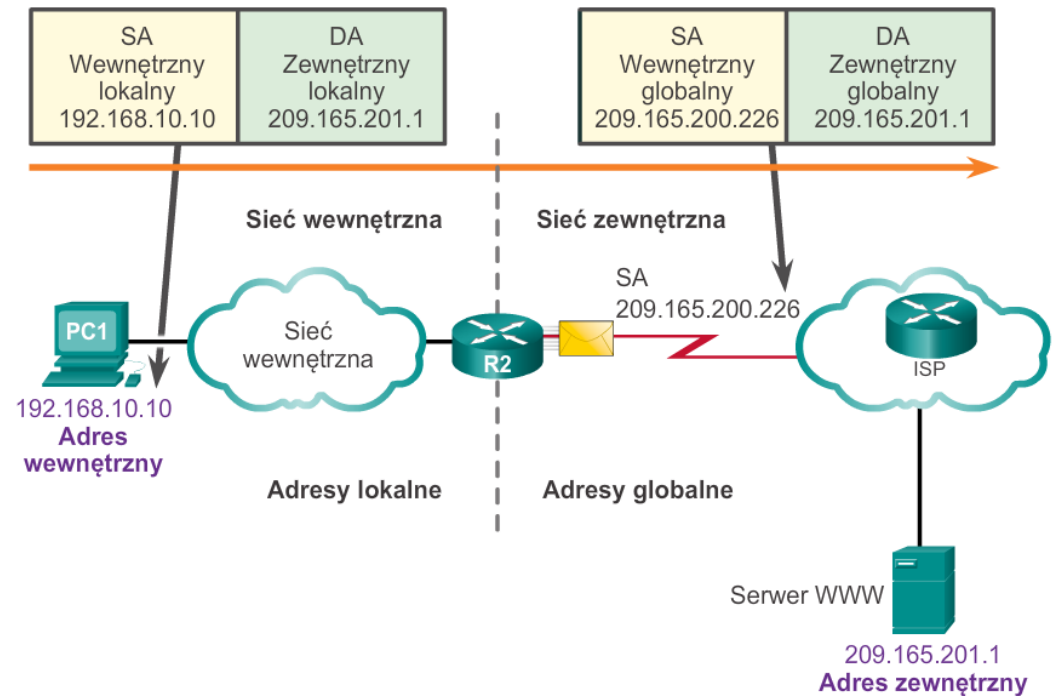 SA
Wewnętrzny
lokalny
192.168.10.10
DA
Zewnętrzny
lokalny
209.165.201.1
SA
Wewnętrzny
globalny
209.165.200.226
DA
Zewnętrzny
globalny
209.165.201.1
Sieć wewnętrzna
Sieć zewnętrzna
PC1
Sieć
wewnętrzna
R2
SA
209.165.200.226
ISP
192.168.10.10
Adres
wewnętrzny
Adresy lokalne
Adresy globalne
Serwer WWW
209.165.201.1
Adres zewnętrzny